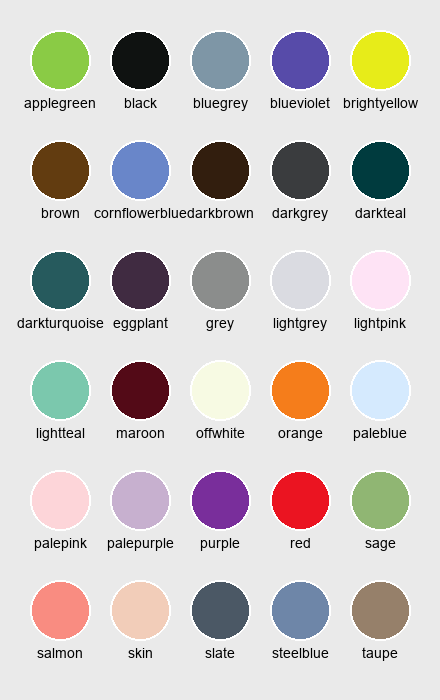 applegreen black bluegrey blueviolet brightyellow
brown cornflowerblue darkbrown darkgrey darkteal
darkturquoise eggplant grey lightgrey lightpink
lightteal maroon offwhite orange paleblue
palepink palepurple purple red sage
salmon skin slate steelblue taupe